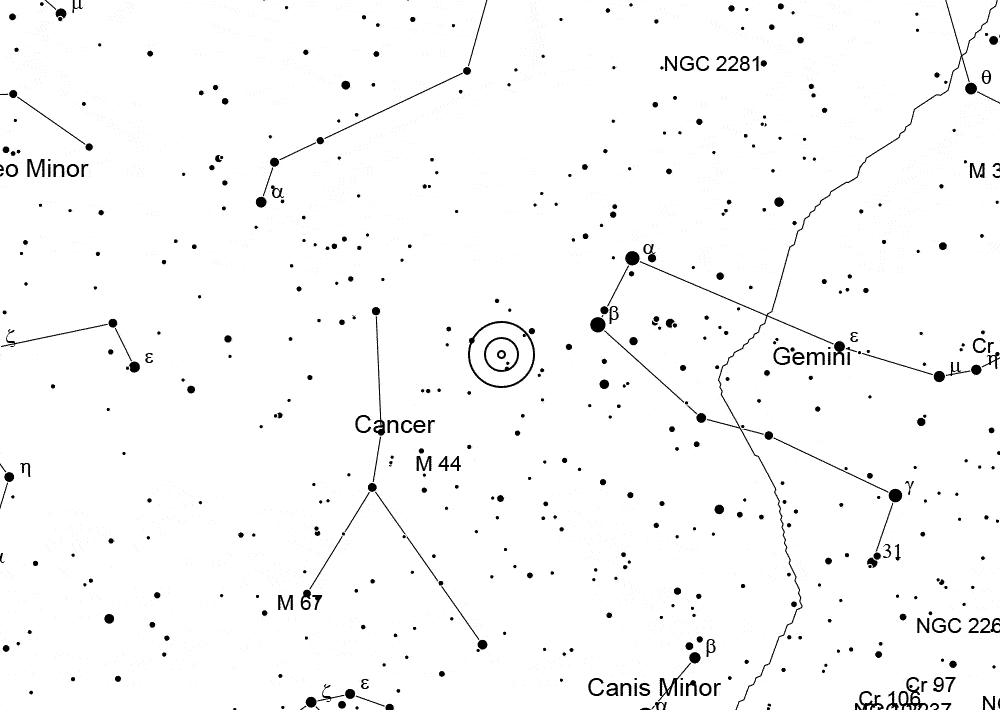 μ
NGC 2281
θ
eo Minor
M 3
α
α
β
ζ
ε
ε
Gemini
Cr
μ
η
Cancer
M 44
η
γ
31
M 67
NGC 226
β
ζ
ε
Canis Minor
Cr 97
Cr 106
α